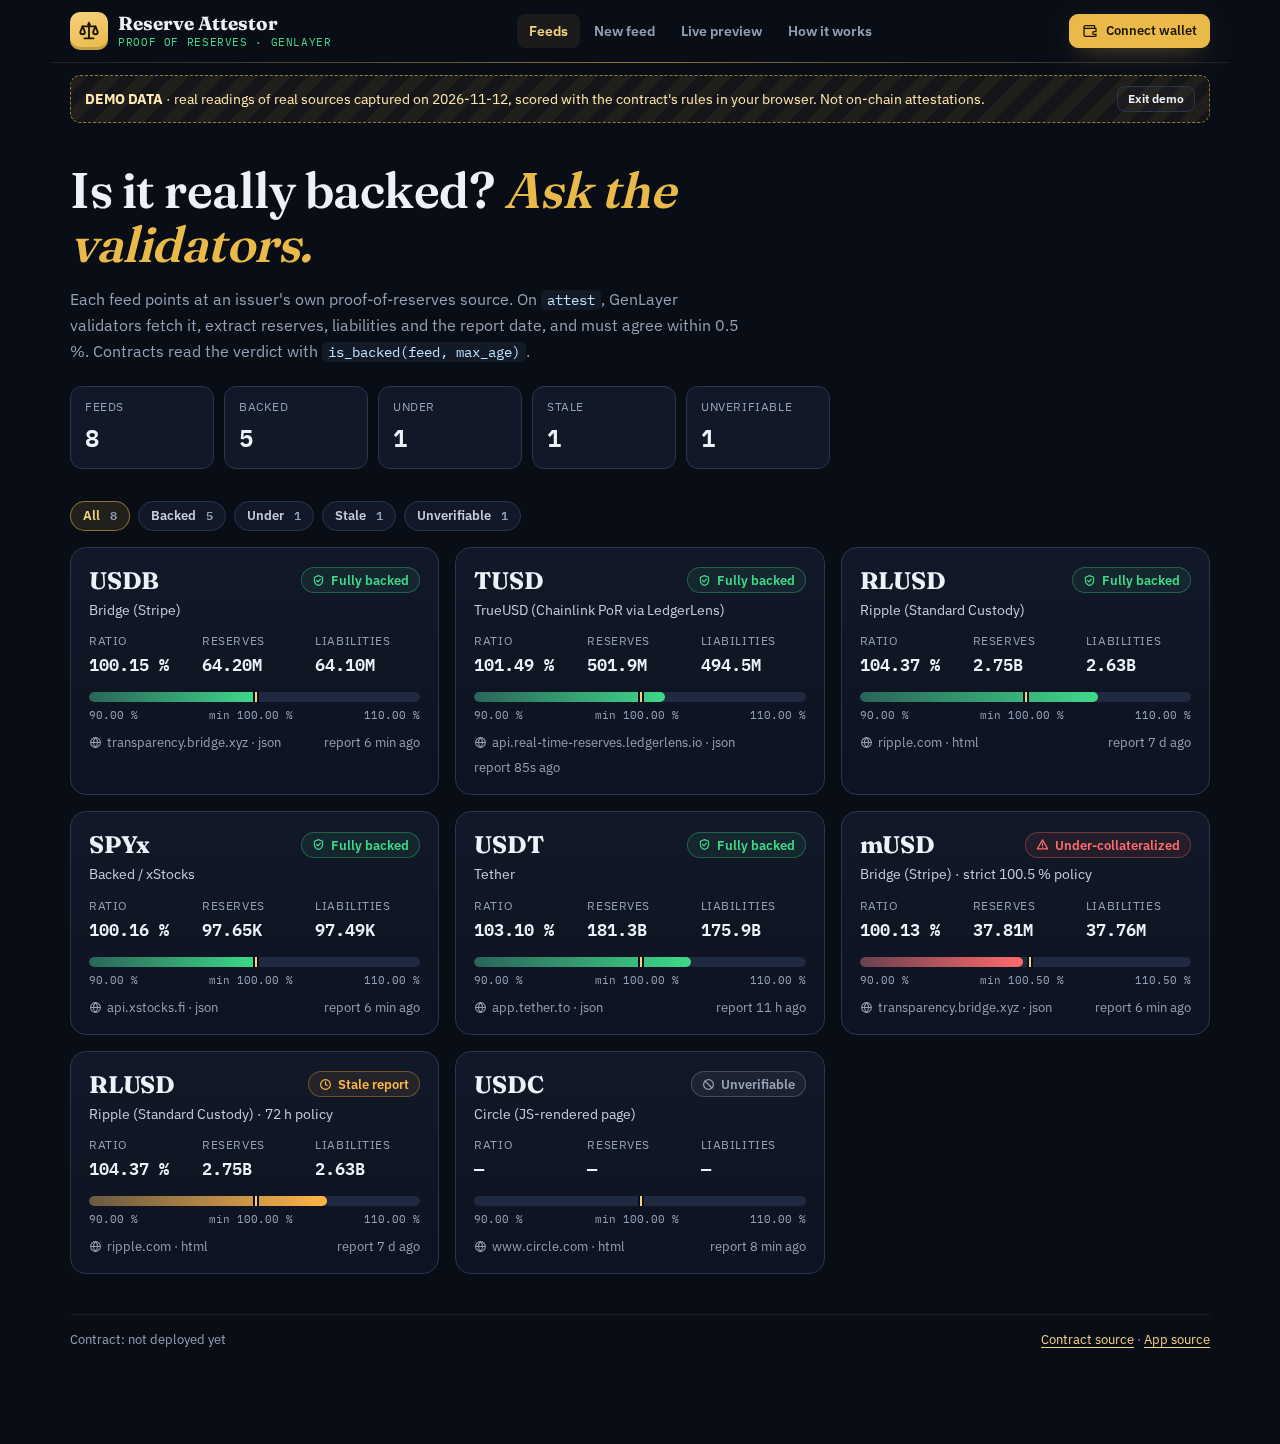 Reserve Attestor
PROOF OF RESERVES · GENLAYER
Feeds
New feed
Live preview
How it works
Connect wallet
DEMO DATA · real readings of real sources captured on 2026-11-12, scored with the contract's rules in your browser. Not on-chain attestations.
Exit demo
Is it really backed? Ask the
validators.
Each feed points at an issuer's own proof-of-reserves source. On attest, GenLayer
validators fetch it, extract reserves, liabilities and the report date, and must agree within 0.5
%. Contracts read the verdict with is_backed(feed, max_age).
FEEDS
8
BACKED
5
UNDER
1
STALE
1
UNVERIFIABLE
1
All 8
Backed 5
Under 1
Stale 1
Unverifiable 1
USDB
Fully backed
Bridge (Stripe)
RATIO RESERVES LIABILITIES
100.15 % 64.20M 64.10M
90.00 % min 100.00 % 110.00 %
transparency.bridge.xyz · json report 6 min ago
TUSD
Fully backed
TrueUSD (Chainlink PoR via LedgerLens)
RATIO RESERVES LIABILITIES
101.49 % 501.9M 494.5M
90.00 % min 100.00 % 110.00 %
api.real-time-reserves.ledgerlens.io · json
report 85s ago
RLUSD
Fully backed
Ripple (Standard Custody)
RATIO RESERVES LIABILITIES
104.37 % 2.75B 2.63B
90.00 % min 100.00 % 110.00 %
ripple.com · html report 7 d ago
SPYx
Fully backed
Backed / xStocks
RATIO RESERVES LIABILITIES
100.16 % 97.65K 97.49K
90.00 % min 100.00 % 110.00 %
api.xstocks.fi · json report 6 min ago
USDT
Fully backed
Tether
RATIO RESERVES LIABILITIES
103.10 % 181.3B 175.9B
90.00 % min 100.00 % 110.00 %
app.tether.to · json report 11 h ago
mUSD
Under-collateralized
Bridge (Stripe) · strict 100.5 % policy
RATIO RESERVES LIABILITIES
100.13 % 37.81M 37.76M
90.00 % min 100.50 % 110.50 %
transparency.bridge.xyz · json report 6 min ago
RLUSD
Stale report
Ripple (Standard Custody) · 72 h policy
RATIO RESERVES LIABILITIES
104.37 % 2.75B 2.63B
90.00 % min 100.00 % 110.00 %
ripple.com · html report 7 d ago
USDC
Unverifiable
Circle (JS-rendered page)
RATIO RESERVES LIABILITIES
– – –
90.00 % min 100.00 % 110.00 %
www.circle.com · html report 8 min ago
Contract: not deployed yet
Contract source · App source